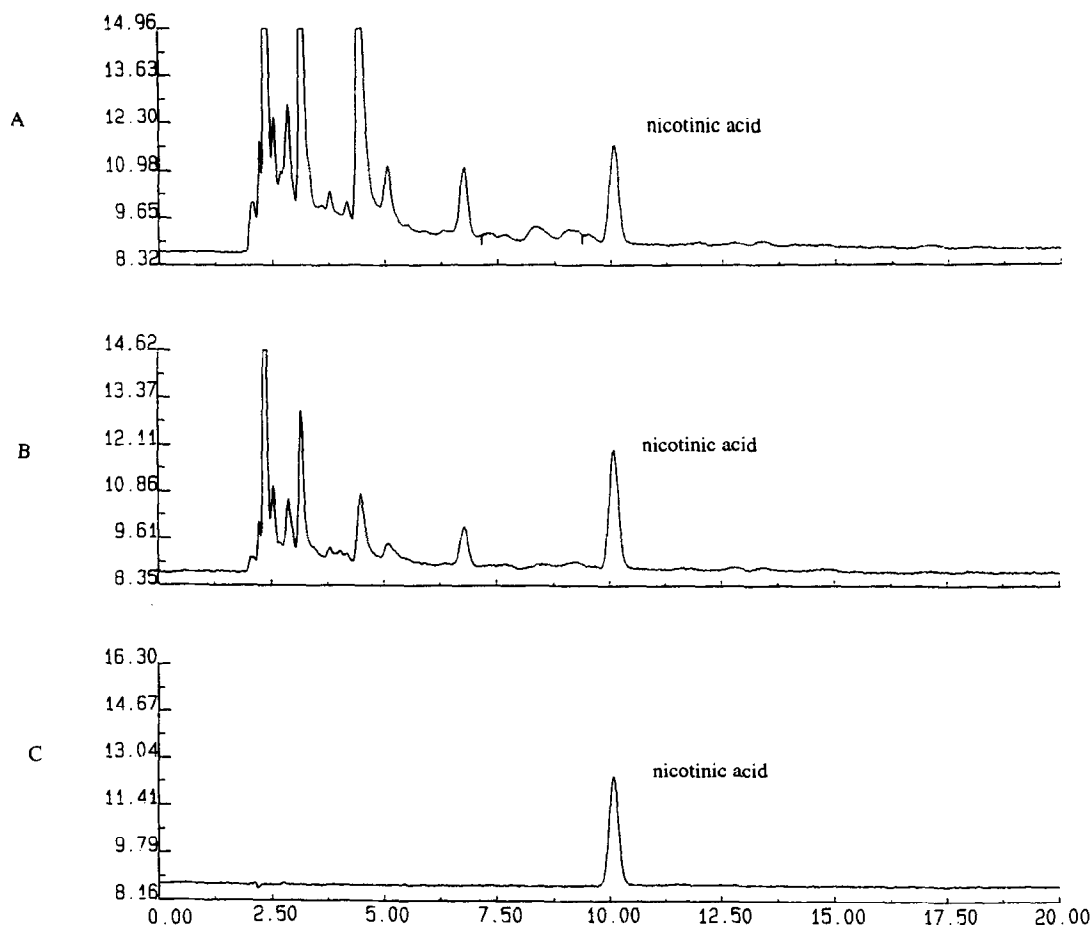 14.96
13.63
A
12.30
nicotinic acid
10.98
9.65
8.32
14.62
13.37
B
12.11
nicotinic acid
10.86
9.61
8.35
16.30
14.67
C
13.04
nicotinic acid
11.41
9.79
8.16
0.00 2.50 5.00 7.50 10.00 12.50 15.00 17.50 20.00